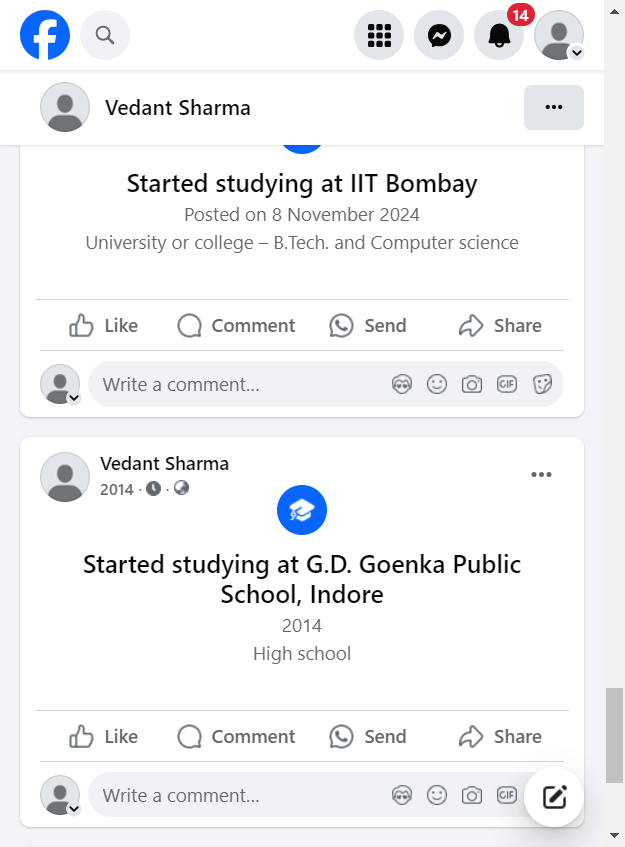 14
Vedant Sharma
Started studying at IIT Bombay
Posted on 8 November 2024
University or college – B.Tech. and Computer science
Like Comment Send Share
Write a comment...
GIF
Vedant Sharma
2014 ·  ·
Started studying at G.D. Goenka Public
School, Indore
2014
High school
Like Comment Send Share
Write a comment...
GIF